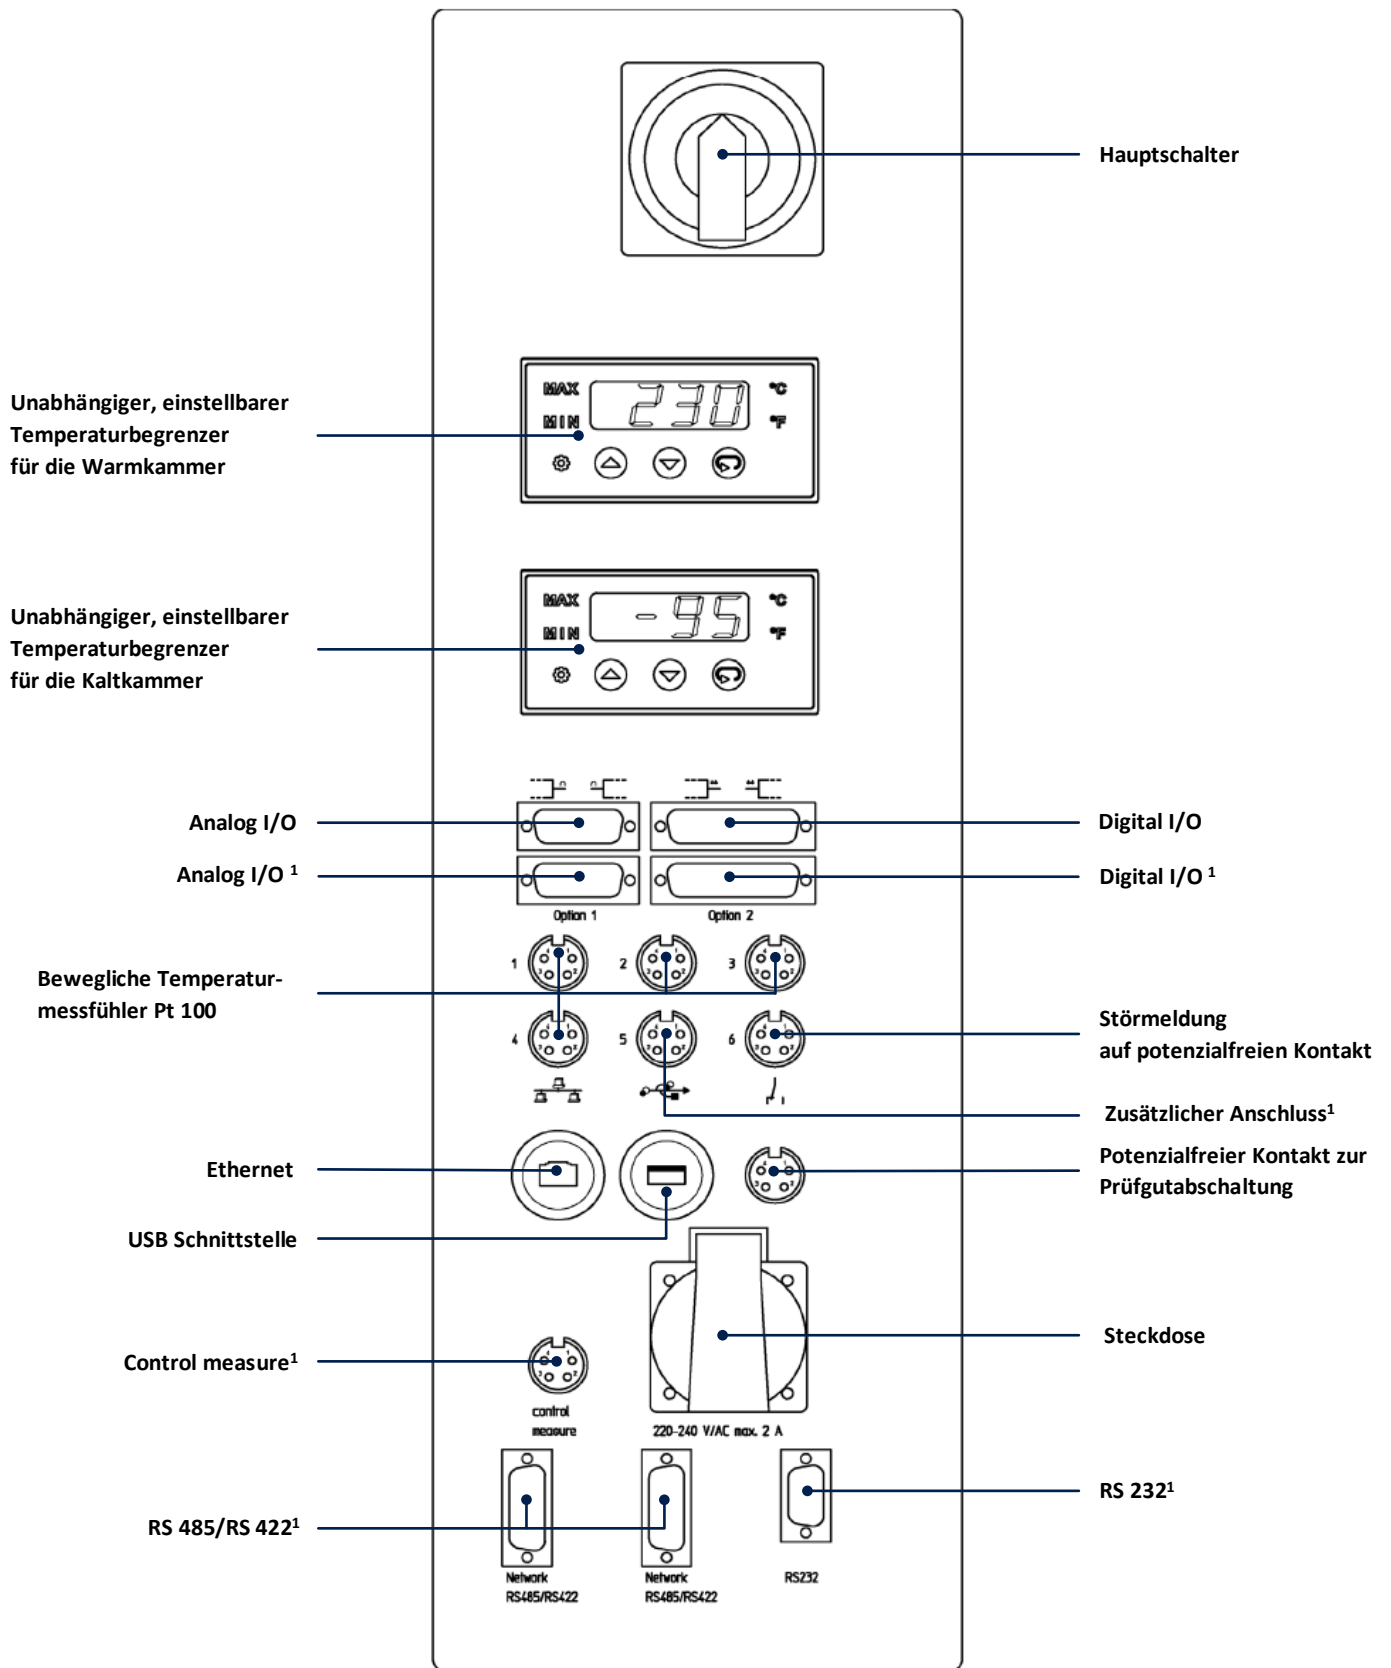 Hauptschalter
Unabhängiger, einstellbarer
Temperaturbegrenzer
für die Warmkammer
MAX
230
°C
MIN
°F
Unabhängiger, einstellbarer
Temperaturbegrenzer
für die Kaltkammer
MAX
-95
°C
MIN
°F
Analog I/O
Digital I/O
Analog I/O ¹
Digital I/O ¹
Option 1
Option 2
1
2
3
Bewegliche Temperatur-
messfühler Pt 100
4
5
6
Störmeldung
auf potenzialfreien Kontakt
Zusätzlicher Anschluss¹
Ethernet
Potenzialfreier Kontakt zur
Prüfgutabschaltung
USB Schnittstelle
Steckdose
Control measure¹
control
measure
220-240 V/AC max. 2 A
RS 232¹
RS 485/RS 422¹
Network
RS485/RS422
Network
RS485/RS422
RS232